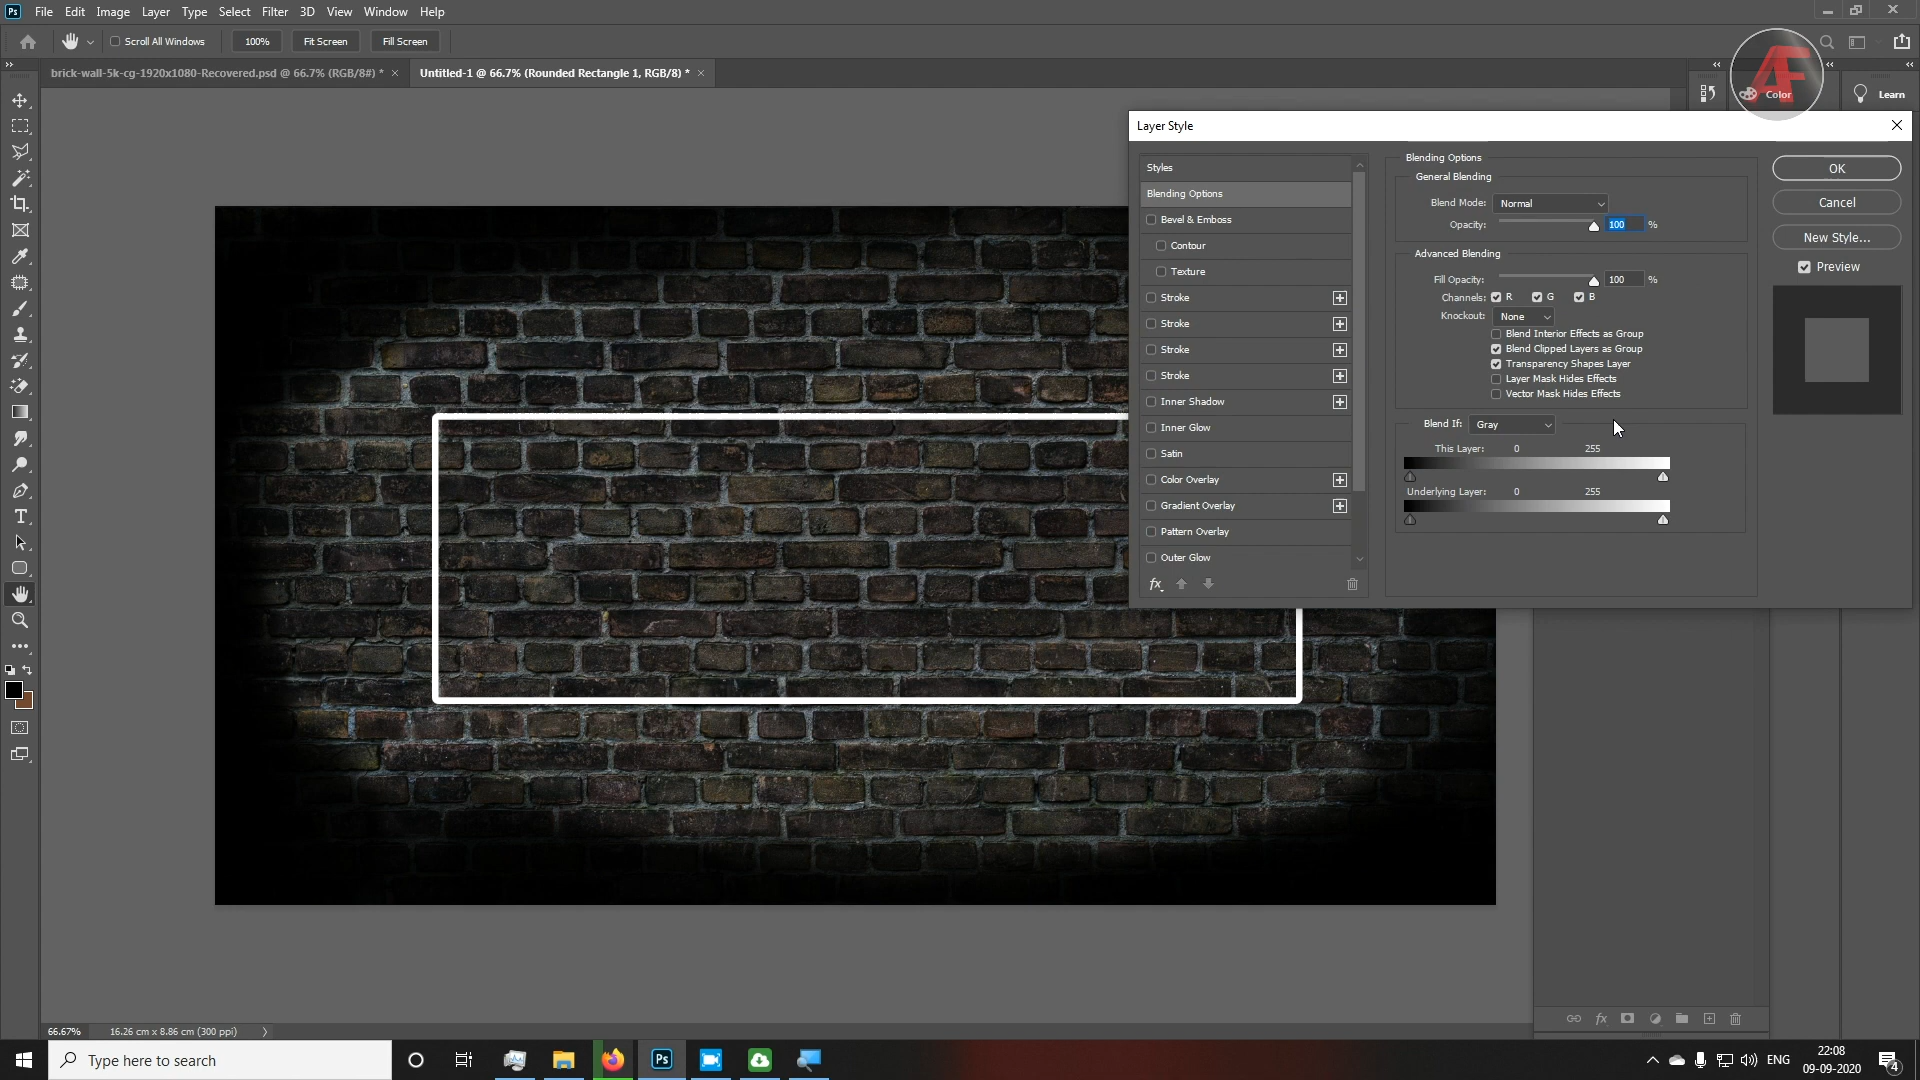 Ps File Edit Image Layer Type Select Filter 3D View Window Help
Scroll All Windows 100% Fit Screen Fill Screen
brick-wall-5k-cg-1920x1080-Recovered.psd @ 66.7% (RGB/8#) * × Untitled-1 @ 66.7% (Rounded Rectangle 1, RGB/8) * ×
AF
Color
Learn
Layer Style
Styles
Blending Options
Bevel & Emboss
Contour
Texture
Stroke
Stroke
Stroke
Stroke
Inner Shadow
Inner Glow
Satin
Color Overlay
Gradient Overlay
Pattern Overlay
Outer Glow
fx
Blending Options
General Blending
Blend Mode: Normal
Opacity: 100 %
Advanced Blending
Fill Opacity: 100 %
Channels: R G B
Knockout: None
Blend Interior Effects as Group
Blend Clipped Layers as Group
Transparency Shapes Layer
Layer Mask Hides Effects
Vector Mask Hides Effects
Blend If: Gray
This Layer: 0 255
Underlying Layer: 0 255
OK
Cancel
New Style...
Preview
fx
66.67% 16.26 cm x 8.86 cm (300 ppi)
Type here to search
Ps
ENG
22:08
09-09-2020
4